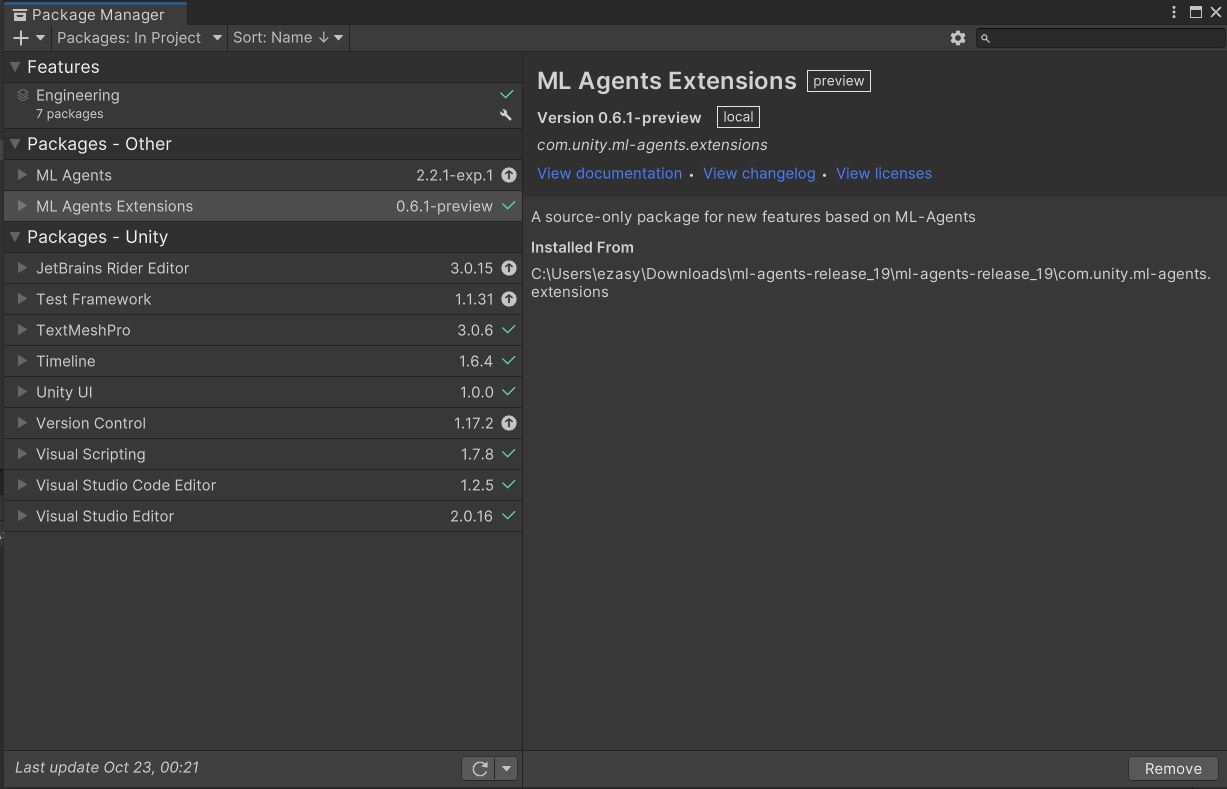 Package Manager
Packages: In Project
Sort: Name ↓
Features
Engineering
7 packages
Packages - Other
ML Agents 2.2.1-exp.1
ML Agents Extensions 0.6.1-preview
Packages - Unity
JetBrains Rider Editor 3.0.15
Test Framework 1.1.31
TextMeshPro 3.0.6
Timeline 1.6.4
Unity UI 1.0.0
Version Control 1.17.2
Visual Scripting 1.7.8
Visual Studio Code Editor 1.2.5
Visual Studio Editor 2.0.16
Last update Oct 23, 00:21
ML Agents Extensions preview
Version 0.6.1-preview local
com.unity.ml-agents.extensions
View documentation • View changelog • View licenses
A source-only package for new features based on ML-Agents
Installed From
C:\Users\ezasy\Downloads\ml-agents-release_19\ml-agents-release_19\com.unity.ml-agents.
extensions
Remove